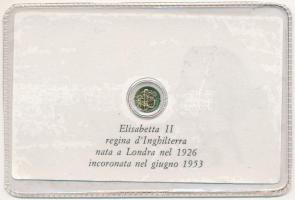 Elisabetta II
regina d'Inghilterra
nata a Londra nel 1926
incoronata nel giugno 1953